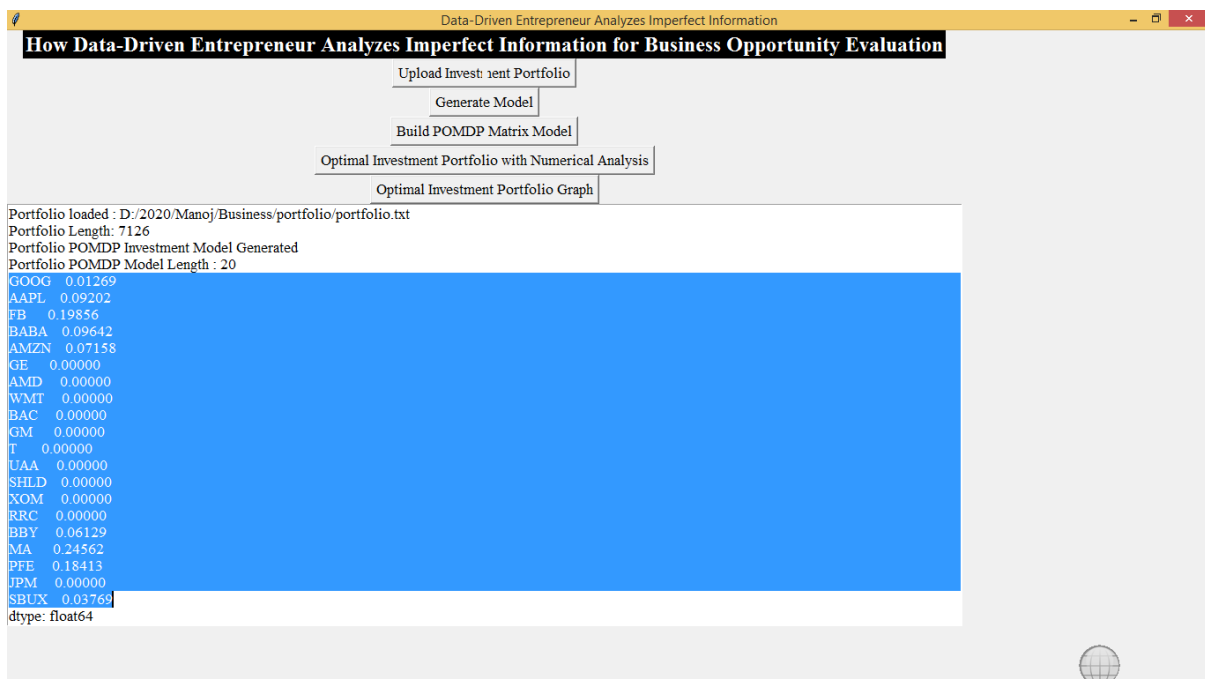 Data-Driven Entrepreneur Analyzes Imperfect Information
How Data-Driven Entrepreneur Analyzes Imperfect Information for Business Opportunity Evaluation
Upload Investment Portfolio
Generate Model
Build POMDP Matrix Model
Optimal Investment Portfolio with Numerical Analysis
Optimal Investment Portfolio Graph
Portfolio loaded : D:/2020/Manoj/Business/portfolio/portfolio.txt
Portfolio Length: 7126
Portfolio POMDP Investment Model Generated
Portfolio POMDP Model Length : 20
GOOG 0.01269
AAPL 0.09202
FB 0.19856
BABA 0.09642
AMZN 0.07158
GE 0.00000
AMD 0.00000
WMT 0.00000
BAC 0.00000
GM 0.00000
T 0.00000
UAA 0.00000
SHLD 0.00000
XOM 0.00000
RRC 0.00000
BBY 0.06129
MA 0.24562
PFE 0.18413
JPM 0.00000
SBUX 0.03769
dtype: float64